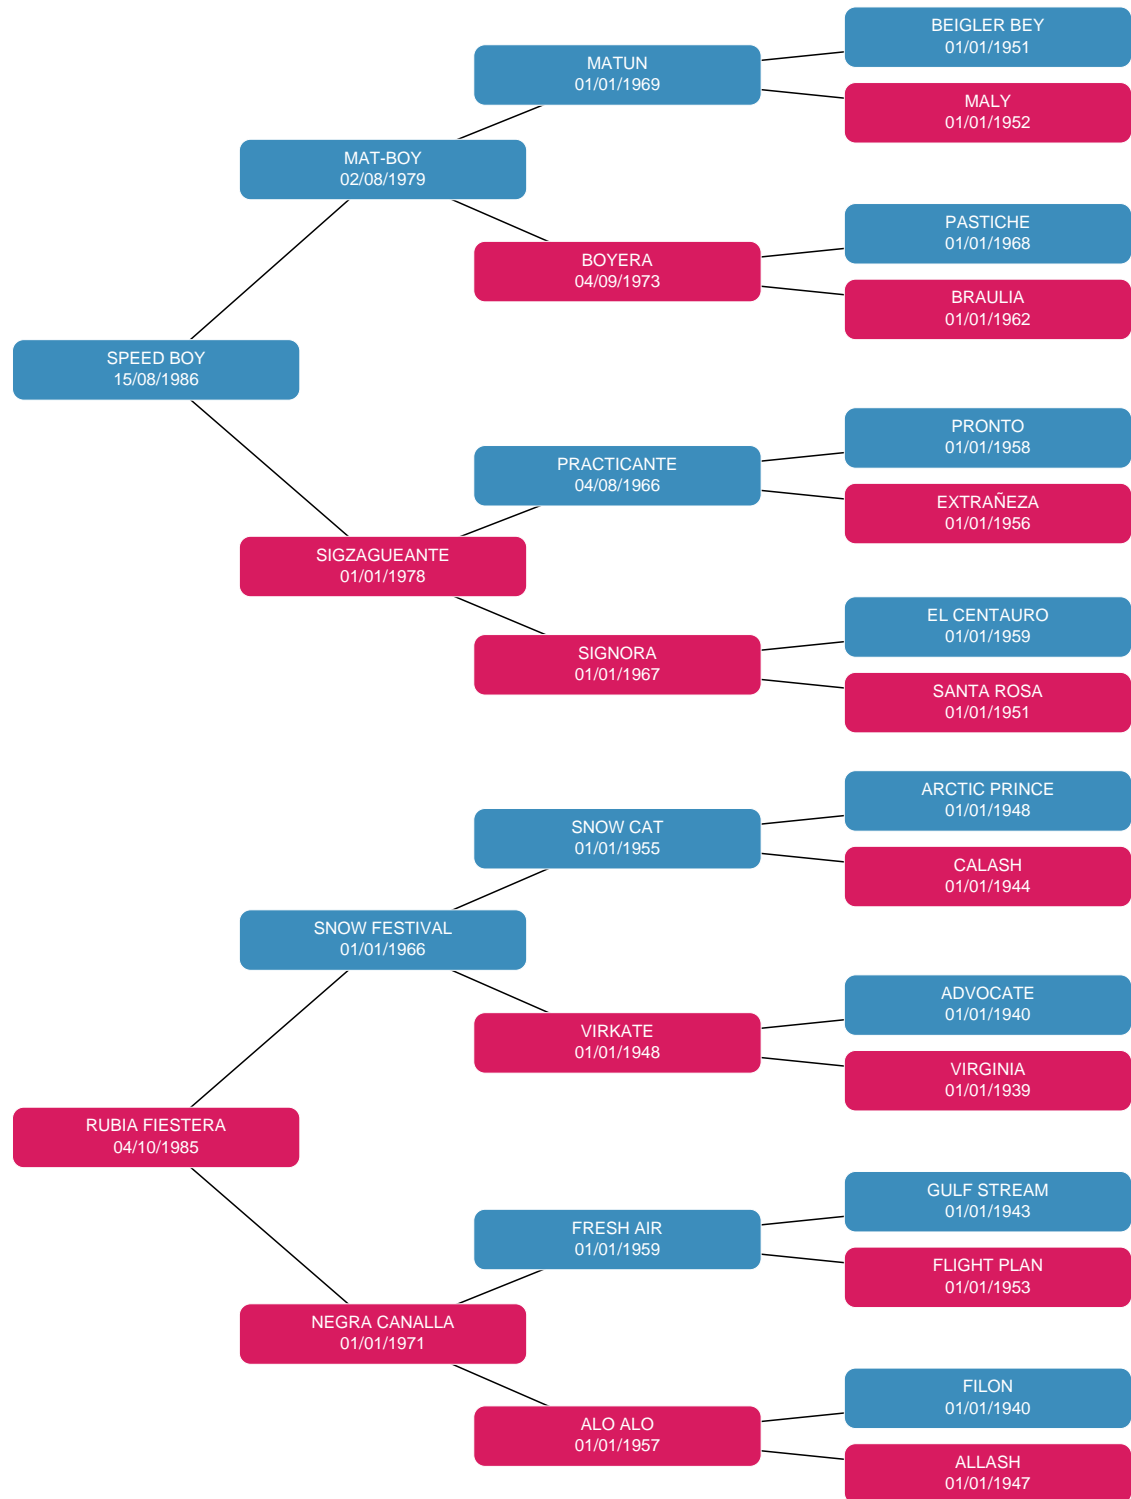 BEIGLER BEY
01/01/1951
MATUN
01/01/1969
MALY
01/01/1952
MAT-BOY
02/08/1979
PASTICHE
01/01/1968
BOYERA
04/09/1973
BRAULIA
01/01/1962
SPEED BOY
15/08/1986
PRONTO
01/01/1958
PRACTICANTE
04/08/1966
EXTRAÑEZA
01/01/1956
SIGZAGUEANTE
01/01/1978
EL CENTAURO
01/01/1959
SIGNORA
01/01/1967
SANTA ROSA
01/01/1951
ARCTIC PRINCE
01/01/1948
SNOW CAT
01/01/1955
CALASH
01/01/1944
SNOW FESTIVAL
01/01/1966
ADVOCATE
01/01/1940
VIRKATE
01/01/1948
VIRGINIA
01/01/1939
RUBIA FIESTERA
04/10/1985
GULF STREAM
01/01/1943
FRESH AIR
01/01/1959
FLIGHT PLAN
01/01/1953
NEGRA CANALLA
01/01/1971
FILON
01/01/1940
ALO ALO
01/01/1957
ALLASH
01/01/1947